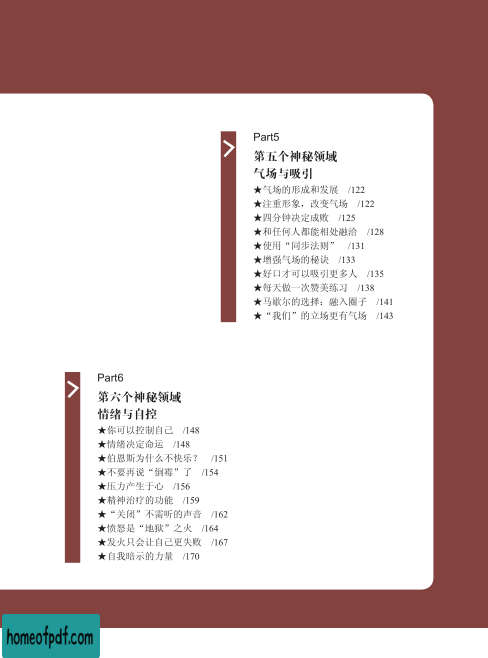 Part5
第五个神秘领域
气场与吸引
★气场的形成和发展 /122
★注重形象，改变气场 /122
★四分钟决定成败 /125
★和任何人都能相处融洽 /128
★使用“同步法则” /131
★增强气场的秘诀 /133
★好口才可以吸引更多人 /135
★每天做一次赞美练习 /138
★马歇尔的选择：融入圈子 /141
★“我们”的立场更有气场 /143
Part6
第六个神秘领域
情绪与自控
★你可以控制自己 /148
★情绪决定命运 /148
★伯恩斯为什么不快乐？ /151
★不要再说“倒霉”了 /154
★压力产生于心 /156
★精神治疗的功能 /159
★“关闭”不需听的声音 /162
★愤怒是“地狱”之火 /164
★发火只会让自己更失败 /167
★自我暗示的力量 /170
homeofpdf.com